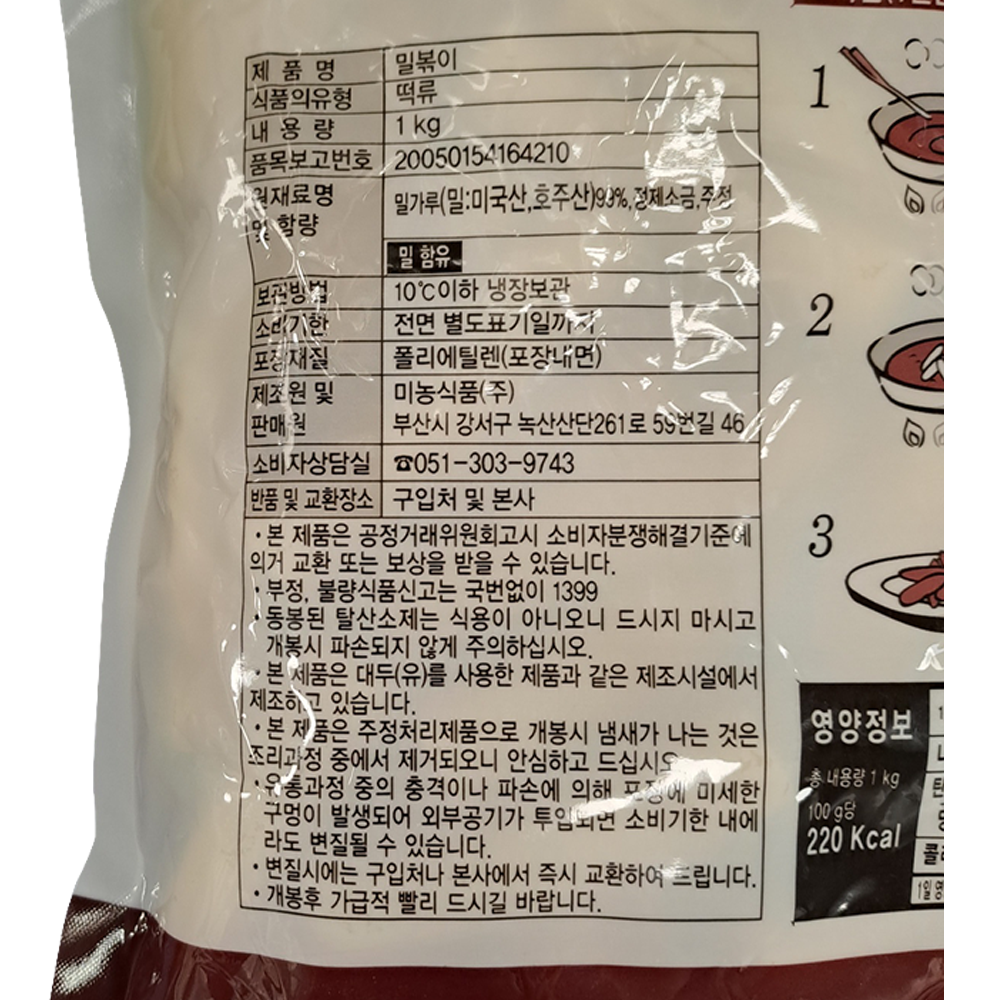 제 품 명 밀볶이
식품의유형 떡류
내 용 량 1 kg
품목보고번호 20050154164210
원재료명 밀가루(밀:미국산,호주산)99%, 정제소금, 주정
및 함량
밀 함유
보관방법 10℃이하 냉장보관
소비기한 전면 별도표기일까지
포장재질 폴리에틸렌(포장내면)
제조원 및 미농식품(주)
판매원 부산시 강서구 녹산산단261로 59번길 46
소비자상담실 ☎051-303-9743
반품 및 교환장소 구입처 및 본사
· 본 제품은 공정거래위원회고시 소비자분쟁해결기준에
의거 교환 또는 보상을 받을 수 있습니다.
· 부정, 불량식품신고는 국번없이 1399
· 동봉된 탈산소제는 식용이 아니오니 드시지 마시고
개봉시 파손되지 않게 주의하십시오.
· 본 제품은 대두(유)를 사용한 제품과 같은 제조시설에서
제조하고 있습니다.
· 본 제품은 주정처리제품으로 개봉시 냄새가 나는 것은
조리과정 중에서 제거되오니 안심하고 드십시오.
· 유통과정 중의 충격이나 파손에 의해 포장에 미세한
구멍이 발생되어 외부공기가 투입되면 소비기한 내에
라도 변질될 수 있습니다.
· 변질시에는 구입처나 본사에서 즉시 교환하여 드립니다.
· 개봉후 가급적 빨리 드시길 바랍니다.
1
2
3
영양정보
총 내용량 1 kg
100 g당
220 Kcal